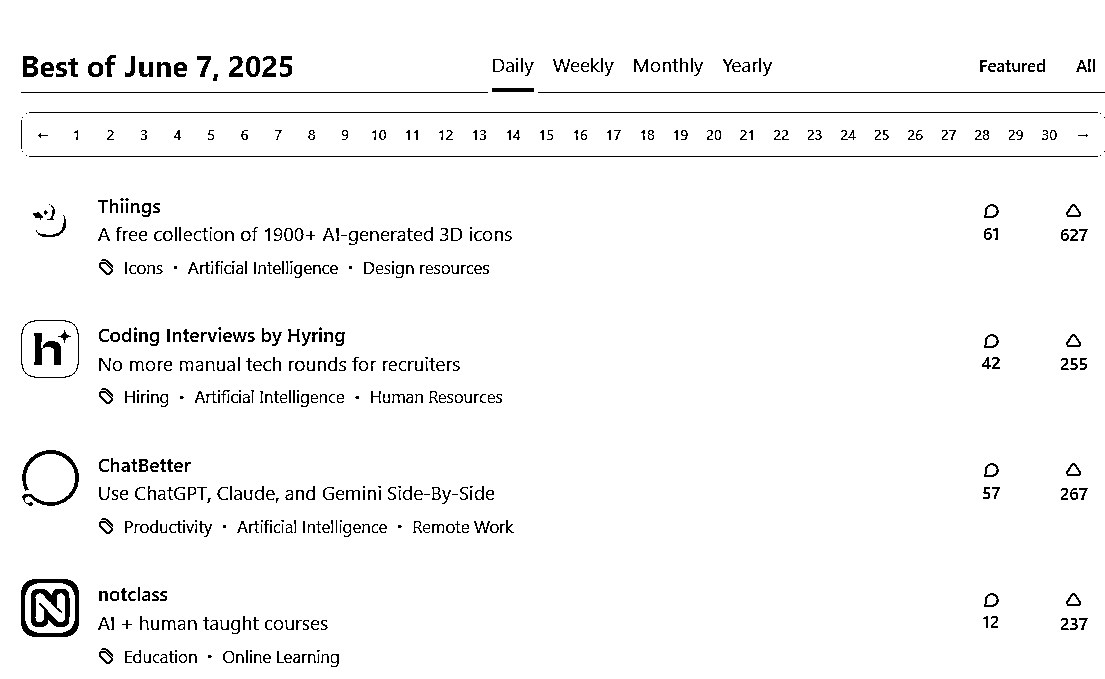 Best of June 7, 2025
Daily Weekly Monthly Yearly
Featured All
← 1 2 3 4 5 6 7 8 9 10 11 12 13 14 15 16 17 18 19 20 21 22 23 24 25 26 27 28 29 30 →
Thiings
A free collection of 1900+ AI-generated 3D icons
Icons • Artificial Intelligence • Design resources
61 627
h
Coding Interviews by Hyring
No more manual tech rounds for recruiters
Hiring • Artificial Intelligence • Human Resources
42 255
ChatBetter
Use ChatGPT, Claude, and Gemini Side-By-Side
Productivity • Artificial Intelligence • Remote Work
57 267
N
notclass
AI + human taught courses
Education • Online Learning
12 237